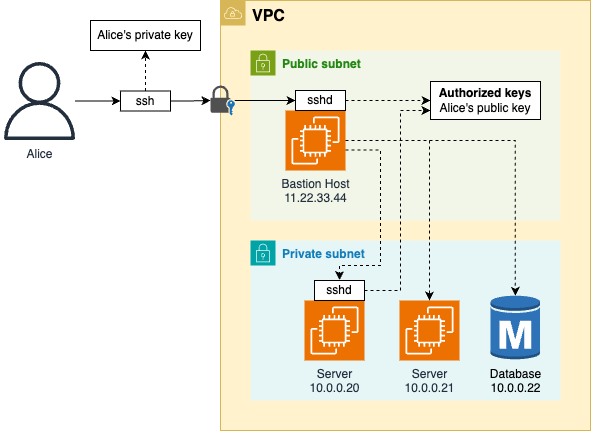 VPC
Alice's private key
Public subnet
ssh
sshd
Authorized keys
Alice's public key
Alice
Bastion Host
11.22.33.44
Private subnet
sshd
M
Server
10.0.0.20
Server
10.0.0.21
Database
10.0.0.22